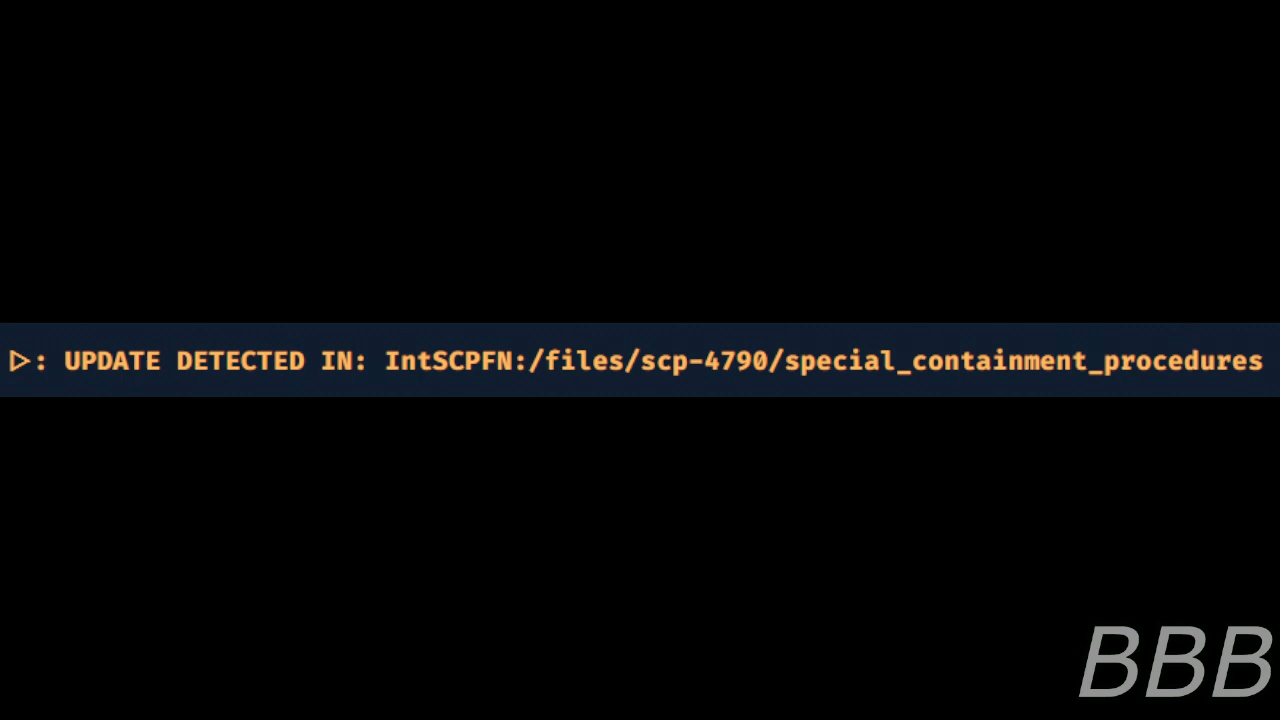 ▷: UPDATE DETECTED IN: IntSCPFN:/files/scp-4790/special_containment_procedures
BBB